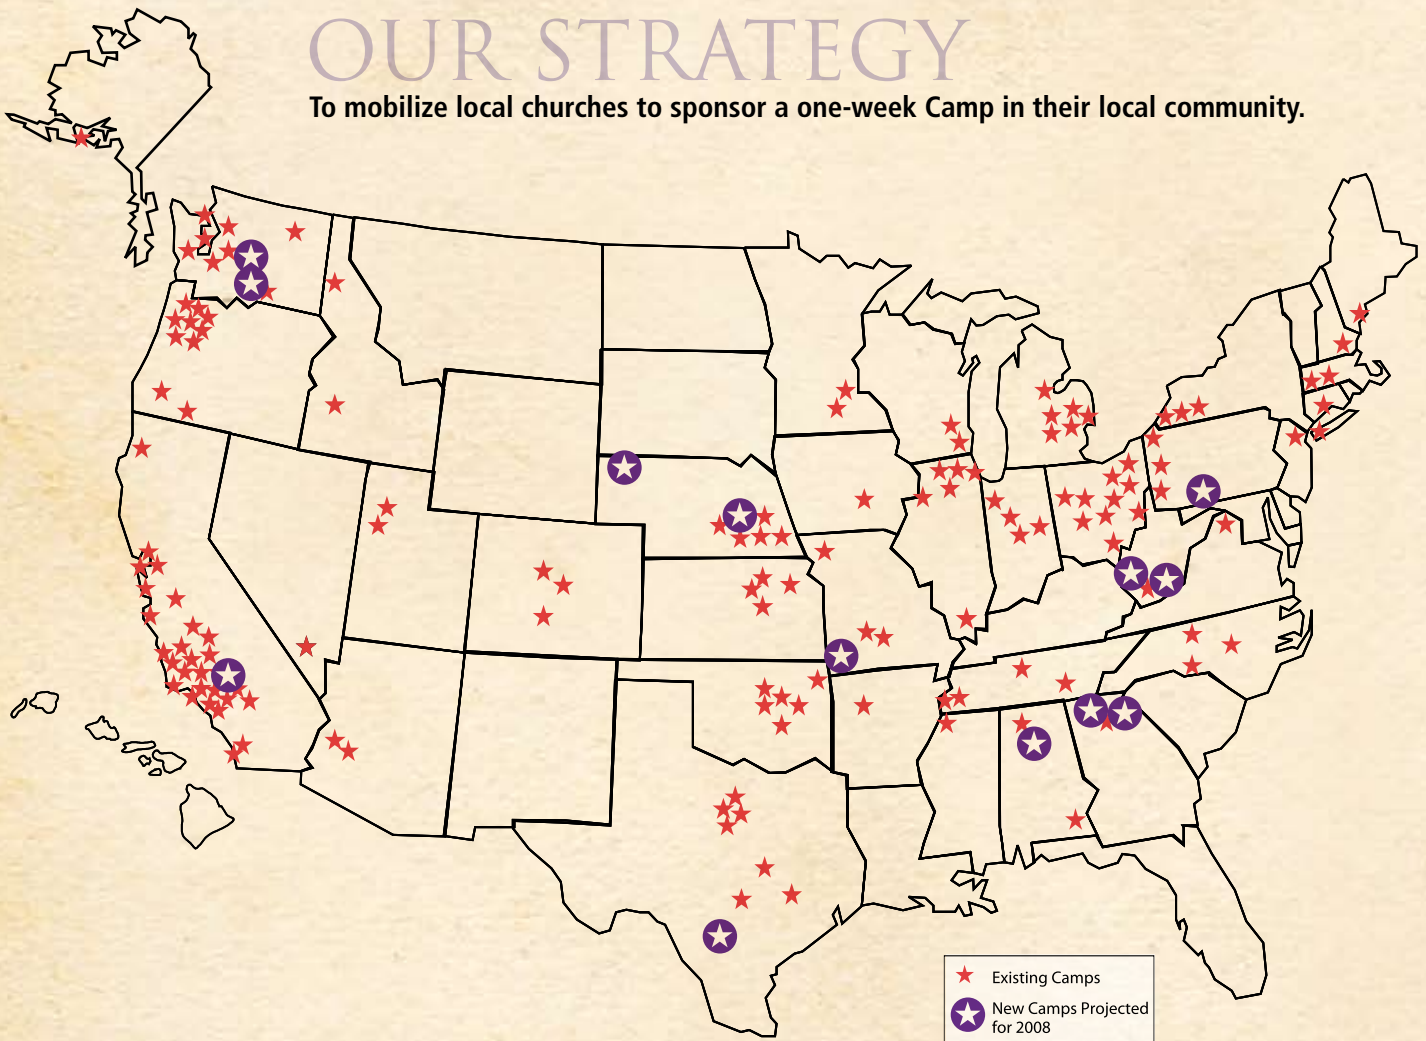 OUR STRATEGY
To mobilize local churches to sponsor a one-week Camp in their local community.
Existing Camps
New Camps Projected
for 2008